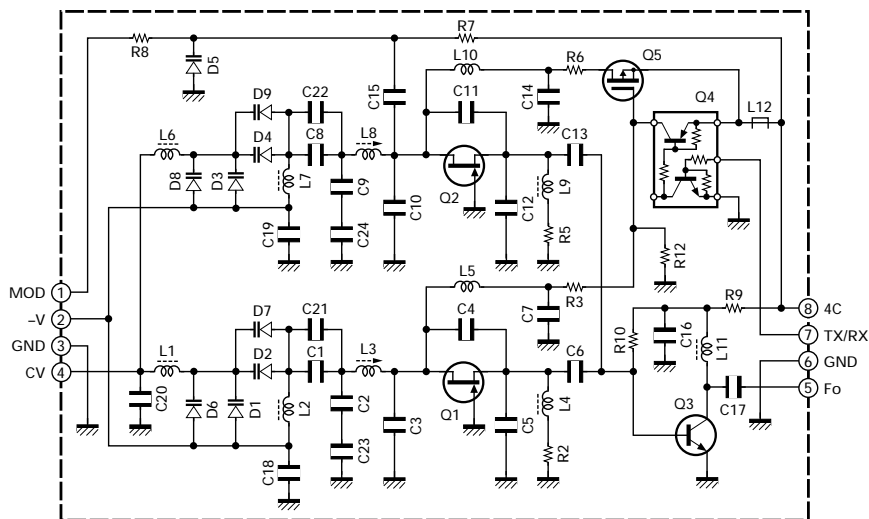 R8
R7
D5
L10
R6
Q5
D9
C22
C15
C11
C14
Q4
L12
L6
D4
C8
L8
C13
D8
D3
L7
C9
C10
Q2
C12
L9
C19
C24
R5
R12
MOD 1
–V 2
GND 3
CV 4
L5
R3
C7
D7
C21
C4
R10
C16
R9
L11
8 4C
7 TX/RX
6 GND
5 Fo
L1
D2
C1
L3
C6
C20
D6
D1
L2
C2
C3
Q1
C5
L4
Q3
C17
C18
C23
R2